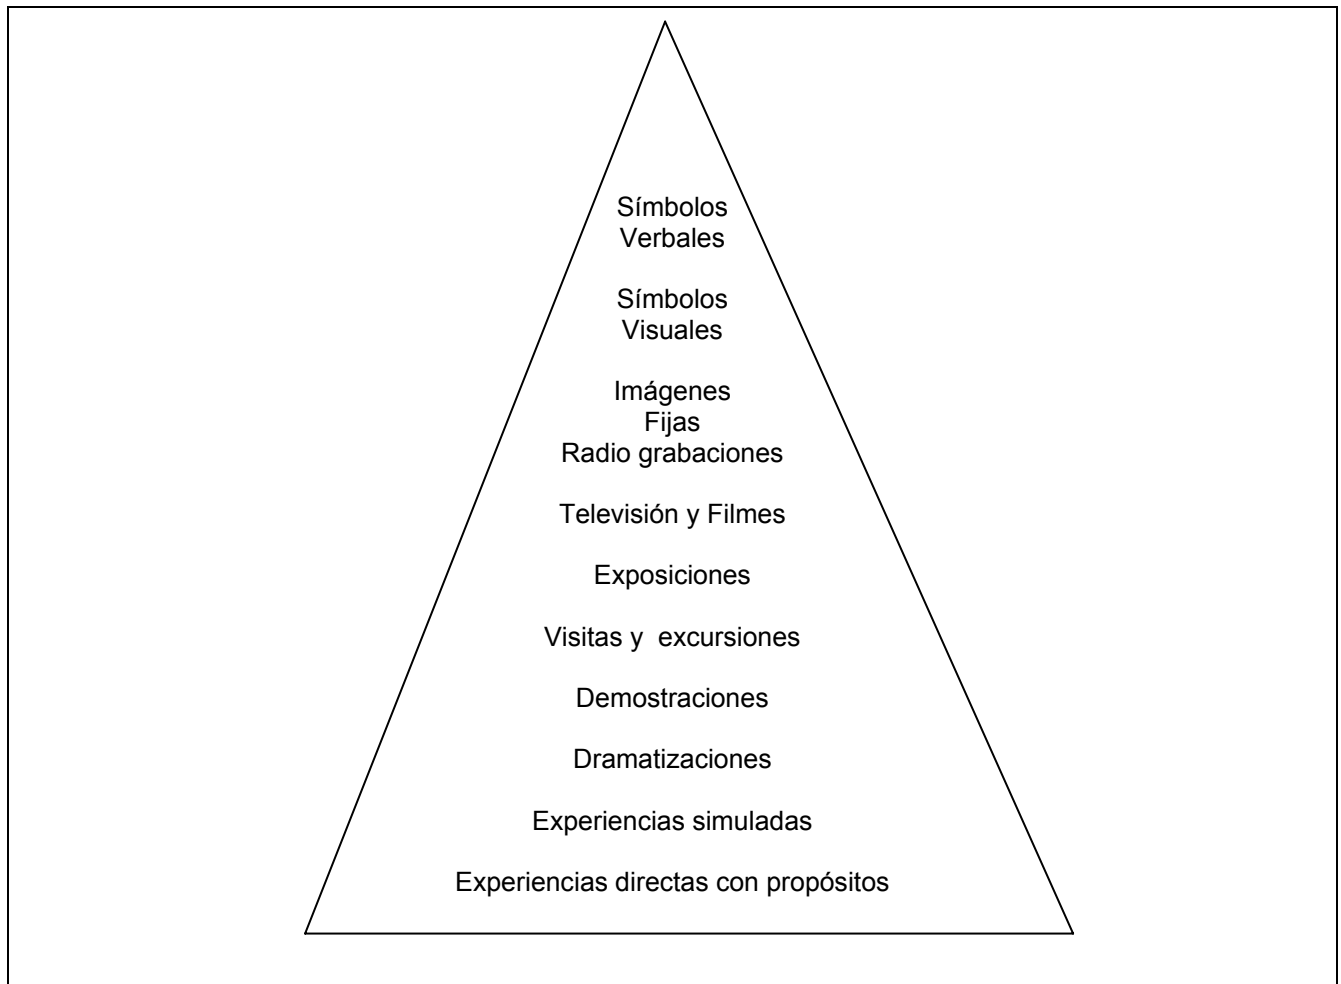 Símbolos
Verbales
Símbolos
Visuales
Imágenes
Fijas
Radio grabaciones
Televisión y Filmes
Exposiciones
Visitas y  excursiones
Demostraciones
Dramatizaciones
Experiencias simuladas
Experiencias directas con propósitos